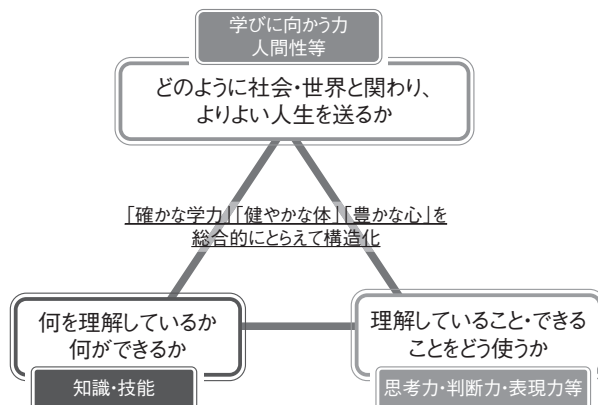 学びに向かう力
人間性等
どのように社会・世界と関わり、
よりよい人生を送るか
「確かな学力」「健やかな体」「豊かな心」を
総合的にとらえて構造化
何を理解しているか
何ができるか
知識・技能
理解していること・できる
ことをどう使うか
思考力・判断力・表現力等